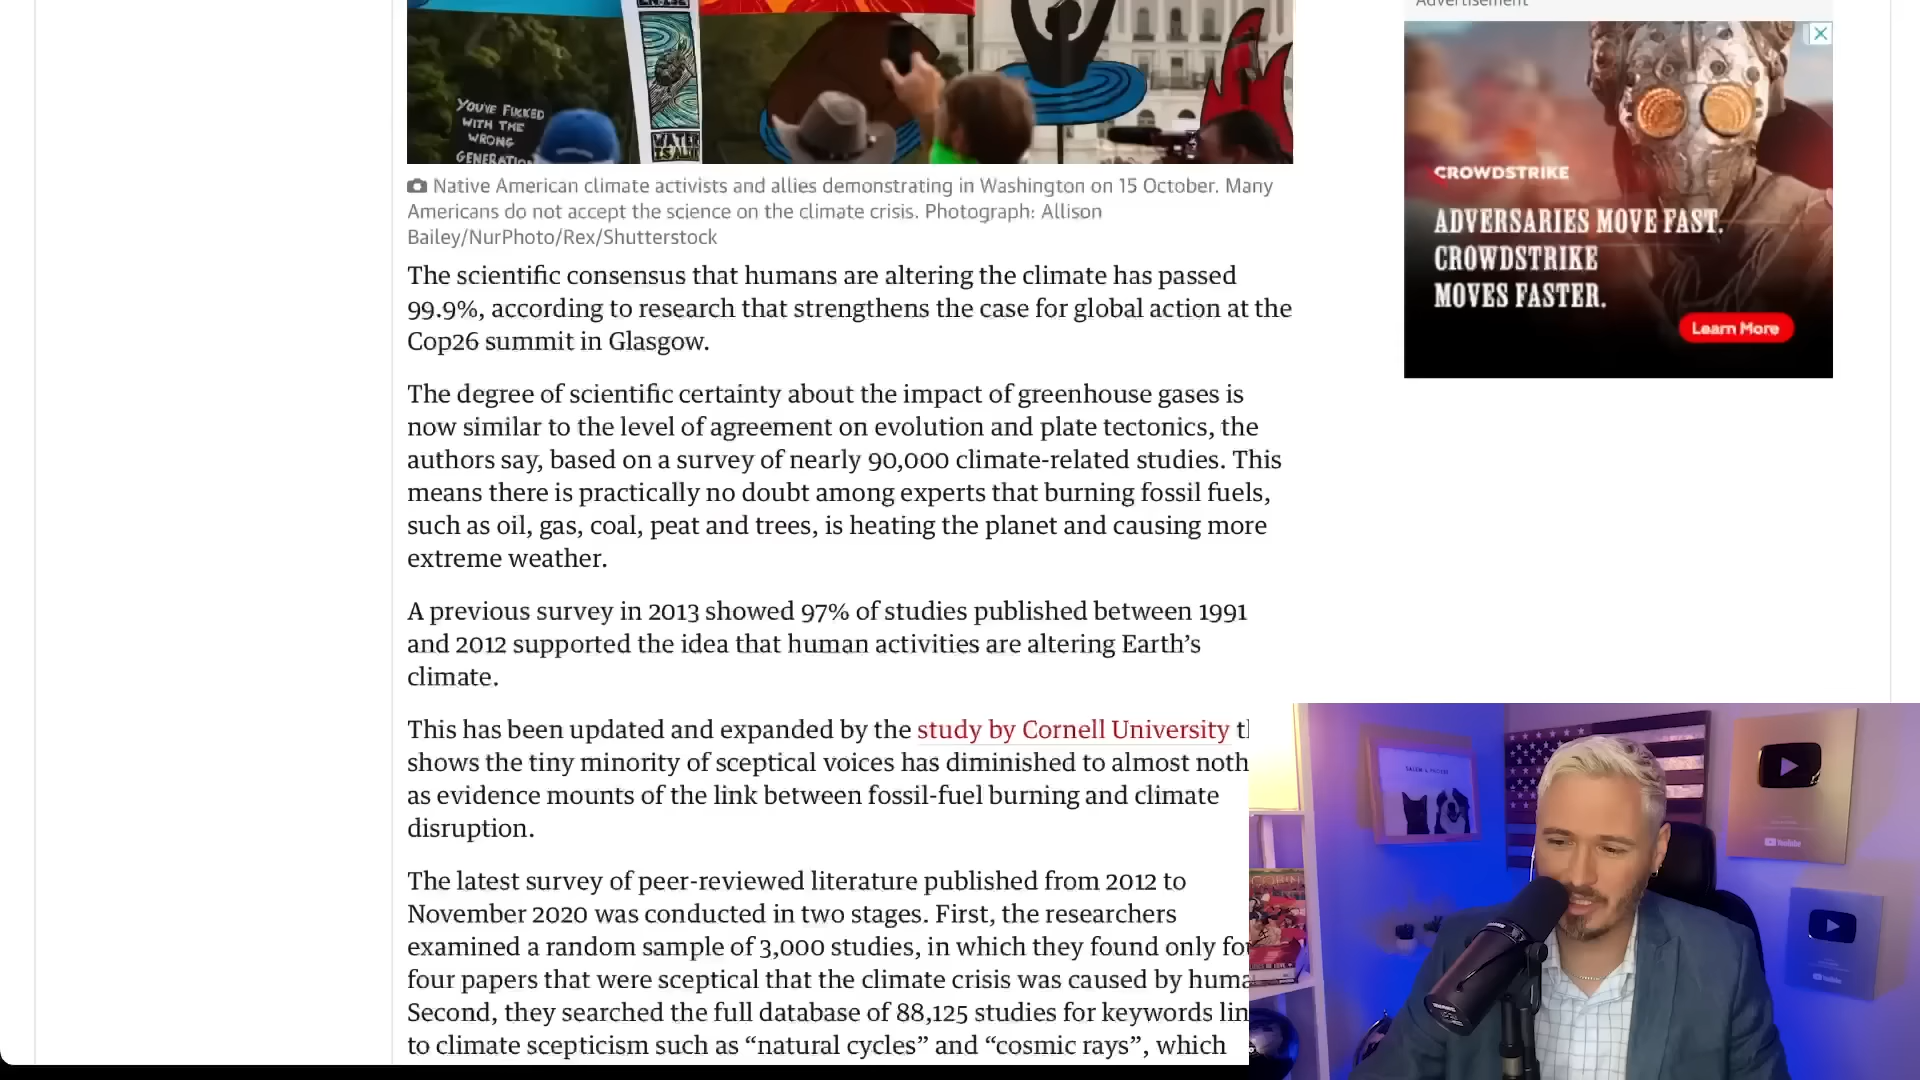 Advertisement
YOU'VE FUCKED
WITH THE
WRONG
GENERATION
WATER
IS ALIVE
Native American climate activists and allies demonstrating in Washington on 15 October. Many
Americans do not accept the science on the climate crisis. Photograph: Allison
Bailey/NurPhoto/Rex/Shutterstock
The scientific consensus that humans are altering the climate has passed
99.9%, according to research that strengthens the case for global action at the
Cop26 summit in Glasgow.
The degree of scientific certainty about the impact of greenhouse gases is
now similar to the level of agreement on evolution and plate tectonics, the
authors say, based on a survey of nearly 90,000 climate-related studies. This
means there is practically no doubt among experts that burning fossil fuels,
such as oil, gas, coal, peat and trees, is heating the planet and causing more
extreme weather.
A previous survey in 2013 showed 97% of studies published between 1991
and 2012 supported the idea that human activities are altering Earth's
climate.
This has been updated and expanded by the study by Cornell University
shows the tiny minority of sceptical voices has diminished to almost noth
as evidence mounts of the link between fossil-fuel burning and climate
disruption.
The latest survey of peer-reviewed literature published from 2012 to
November 2020 was conducted in two stages. First, the researchers
examined a random sample of 3,000 studies, in which they found only fo
four papers that were sceptical that the climate crisis was caused by huma
Second, they searched the full database of 88,125 studies for keywords lin
to climate scepticism such as “natural cycles” and “cosmic rays”, which
CROWDSTRIKE
ADVERSARIES MOVE FAST.
CROWDSTRIKE
MOVES FASTER.
Learn More
YouTube
YouTube